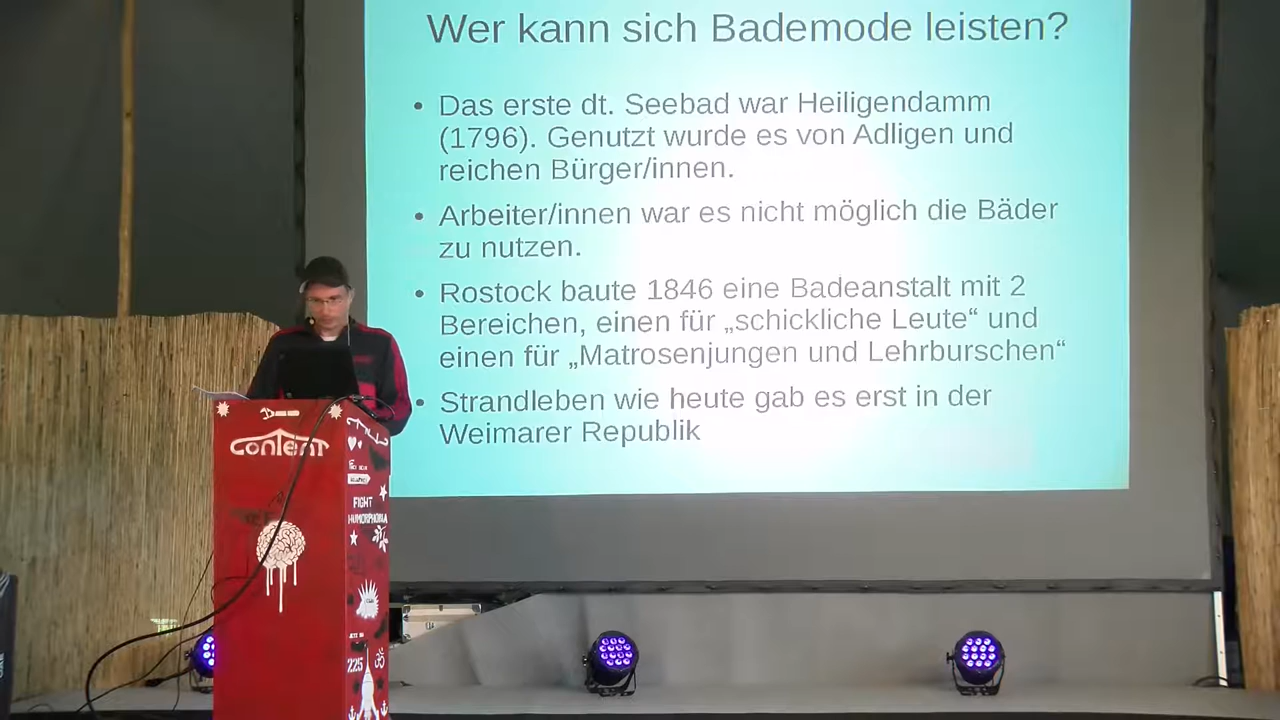 Wer kann sich Bademode leisten?
• Das erste dt. Seebad war Heiligendamm
(1796). Genutzt wurde es von Adligen und
reichen Bürger/innen.
• Arbeiter/innen war es nicht möglich die Bäder
zu nutzen.
• Rostock baute 1846 eine Badeanstalt mit 2
Bereichen, einen für „schickliche Leute“ und
einen für „Matrosenjungen und Lehrburschen“
• Strandleben wie heute gab es erst in der
Weimarer Republik
content
FIGHT
HUMORPHOBIA
2215